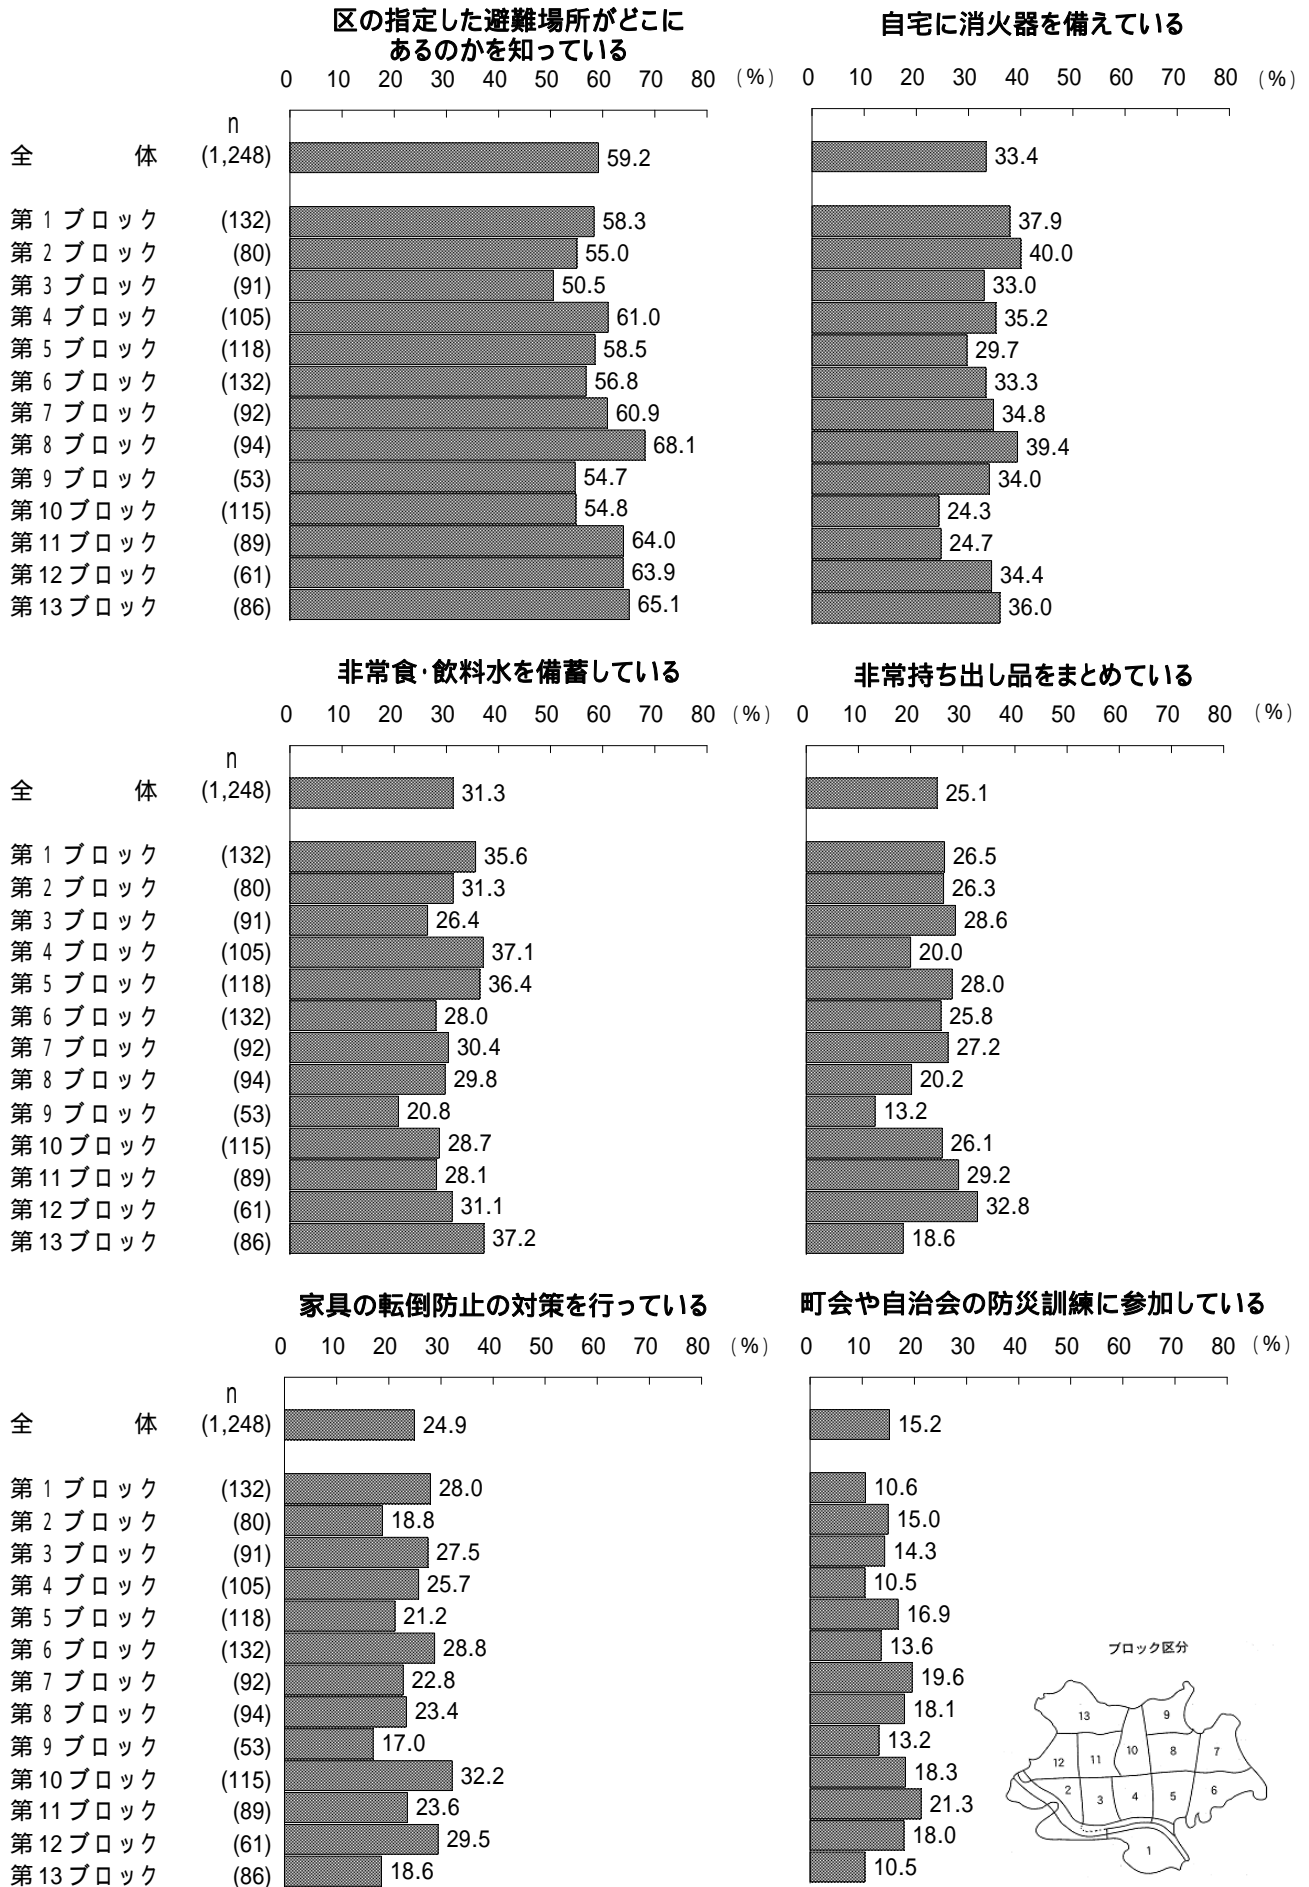 区の指定した避難場所がどこに
あるのかを知っている
0 10 20 30 40 50 60 70 80 (%)
n
全 体 (1,248) 59.2
第 1 ブロック (132) 58.3
第 2 ブロック (80) 55.0
第 3 ブロック (91) 50.5
第 4 ブロック (105) 61.0
第 5 ブロック (118) 58.5
第 6 ブロック (132) 56.8
第 7 ブロック (92) 60.9
第 8 ブロック (94) 68.1
第 9 ブロック (53) 54.7
第10ブロック (115) 54.8
第11ブロック (89) 64.0
第12ブロック (61) 63.9
第13ブロック (86) 65.1
自宅に消火器を備えている
0 10 20 30 40 50 60 70 80 (%)
33.4
37.9
40.0
33.0
35.2
29.7
33.3
34.8
39.4
34.0
24.3
24.7
34.4
36.0
非常食・飲料水を備蓄している
0 10 20 30 40 50 60 70 80 (%)
n
全 体 (1,248) 31.3
第 1 ブロック (132) 35.6
第 2 ブロック (80) 31.3
第 3 ブロック (91) 26.4
第 4 ブロック (105) 37.1
第 5 ブロック (118) 36.4
第 6 ブロック (132) 28.0
第 7 ブロック (92) 30.4
第 8 ブロック (94) 29.8
第 9 ブロック (53) 20.8
第10ブロック (115) 28.7
第11ブロック (89) 28.1
第12ブロック (61) 31.1
第13ブロック (86) 37.2
非常持ち出し品をまとめている
0 10 20 30 40 50 60 70 80 (%)
25.1
26.5
26.3
28.6
20.0
28.0
25.8
27.2
20.2
13.2
26.1
29.2
32.8
18.6
家具の転倒防止の対策を行っている
0 10 20 30 40 50 60 70 80 (%)
n
全 体 (1,248) 24.9
第 1 ブロック (132) 28.0
第 2 ブロック (80) 18.8
第 3 ブロック (91) 27.5
第 4 ブロック (105) 25.7
第 5 ブロック (118) 21.2
第 6 ブロック (132) 28.8
第 7 ブロック (92) 22.8
第 8 ブロック (94) 23.4
第 9 ブロック (53) 17.0
第10ブロック (115) 32.2
第11ブロック (89) 23.6
第12ブロック (61) 29.5
第13ブロック (86) 18.6
町会や自治会の防災訓練に参加している
0 10 20 30 40 50 60 70 80 (%)
15.2
10.6
15.0
14.3
10.5
16.9
13.6
19.6
18.1
13.2
18.3
21.3
18.0
10.5
ブロック区分
13 9
12 11 10 8 7
2 3 4 5 6
1